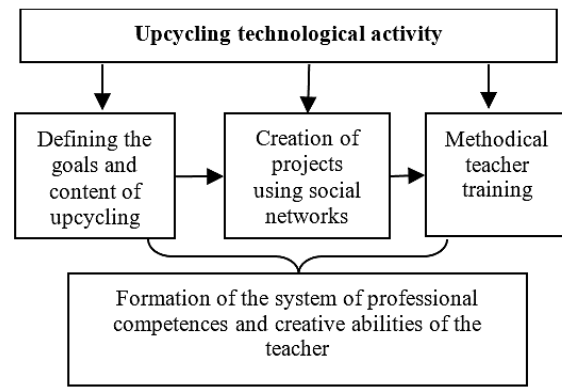 Upcycling technological activity
Defining the
goals and
content of
upcycling
Creation of
projects
using social
networks
Methodical
teacher
training
Formation of the system of professional
competences and creative abilities of the
teacher